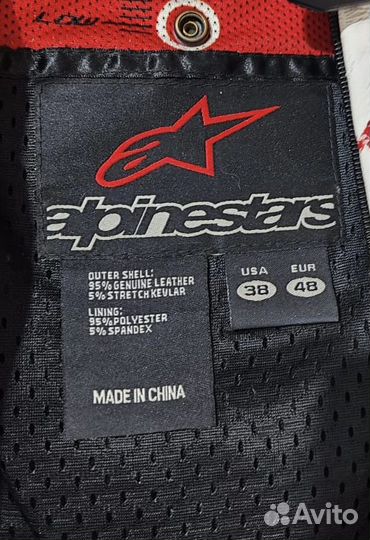 LOW
alpinestars
OUTER SHELL:
95% GENUINE LEATHER
5% STRETCH KEVLAR
LINING:
95% POLYESTER
5% SPANDEX
MADE IN CHINA
USA EUR
38 48
Avito